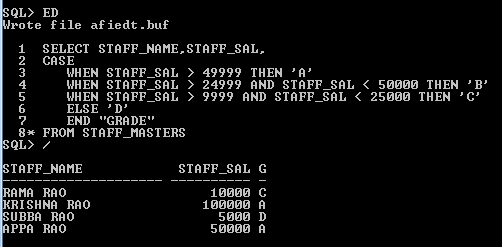 SQL> ED
Wrote file afiedt.buf
1 SELECT STAFF_NAME,STAFF_SAL,
2 CASE
3 WHEN STAFF_SAL > 49999 THEN 'A'
4 WHEN STAFF_SAL > 24999 AND STAFF_SAL < 50000 THEN 'B'
5 WHEN STAFF_SAL > 9999 AND STAFF_SAL < 25000 THEN 'C'
6 ELSE 'D'
7 END "GRADE"
8* FROM STAFF_MASTERS
SQL> /
STAFF_NAME STAFF_SAL G
-------------------- ---------- -
RAMA RAO 10000 C
KRISHNA RAO 100000 A
SUBBA RAO 5000 D
APPA RAO 50000 A